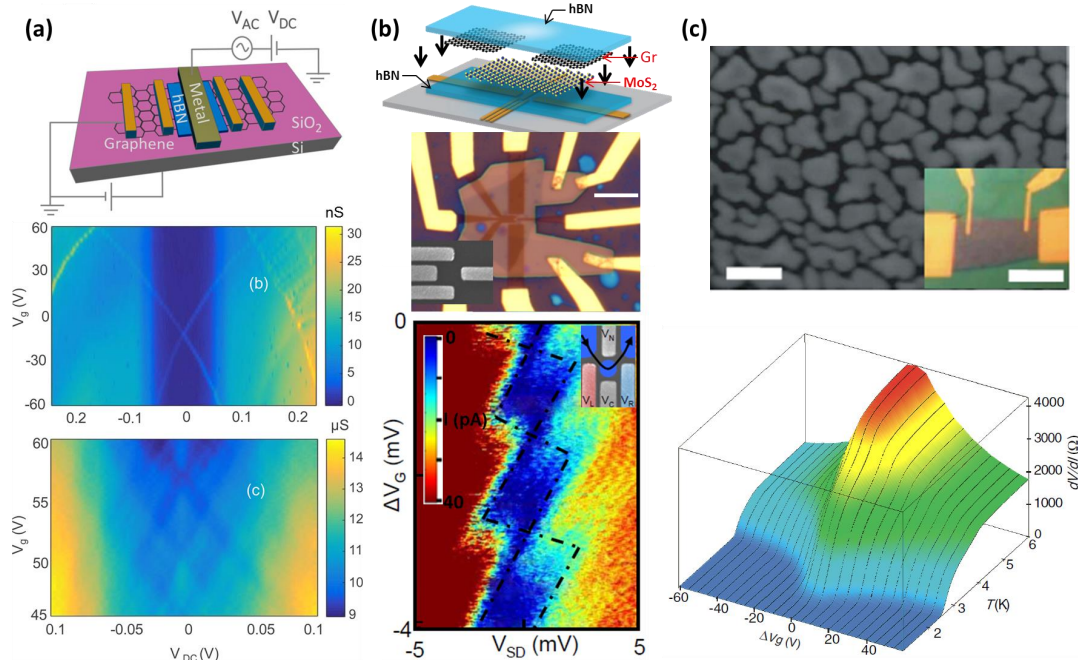 (a)
V_AC V_DC
Metal
hBN
Graphene
SiO2
Si
nS
60
30
0
-30
-60
V_g (V)
(b)
-0.2 -0.1 0 0.1 0.2
30
25
20
15
10
5
0
µS
60
55
50
45
V_g (V)
(c)
0.1 -0.05 0 0.05 0.1
V_DC (V)
14
13
12
11
10
9
(b)
hBN
Gr
hBN
MoS2
0
-4
ΔV_G (mV)
0
I (pA)
40
V_N
V_L V_C V_R
-5 V_SD (mV) 5
(c)
4000
3000
2000
1000
0
dV/dI (Ω)
6
5
4
3
2
T(K)
-60 -40 -20 0 20 40
ΔVg (V)